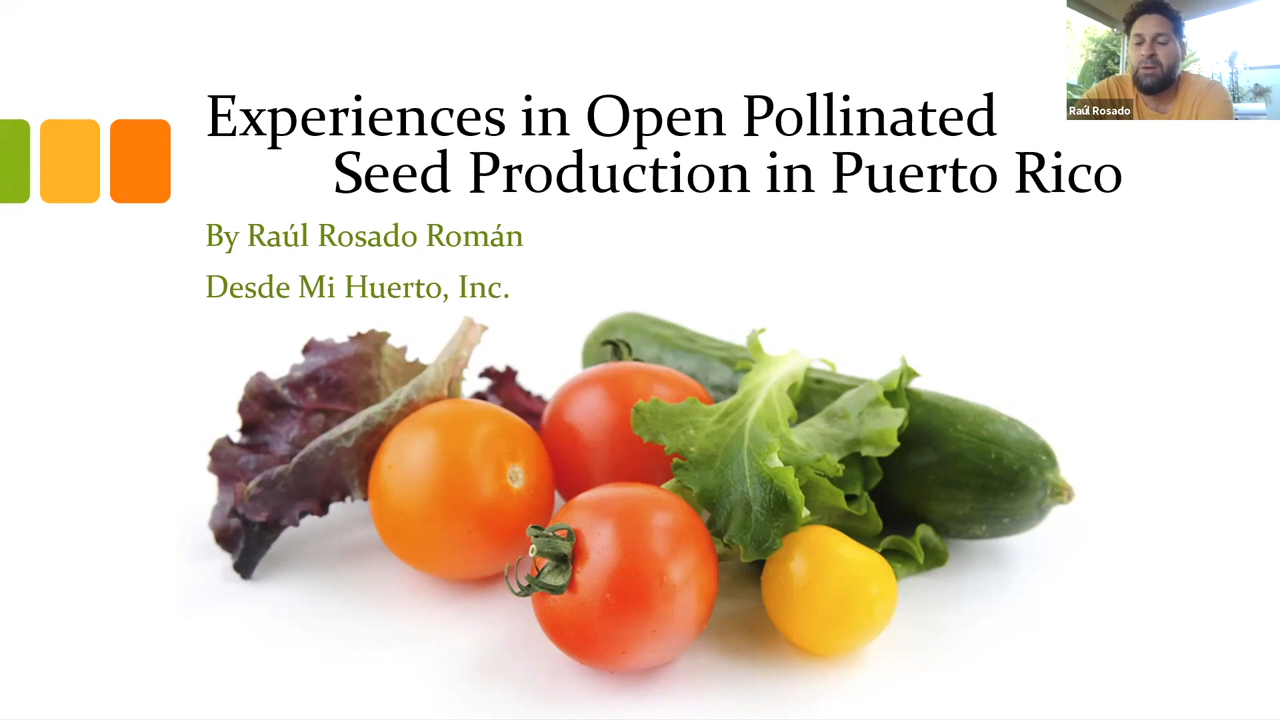 Experiences in Open Pollinated
Seed Production in Puerto Rico
By Raúl Rosado Román
Desde Mi Huerto, Inc.
Raúl Rosado